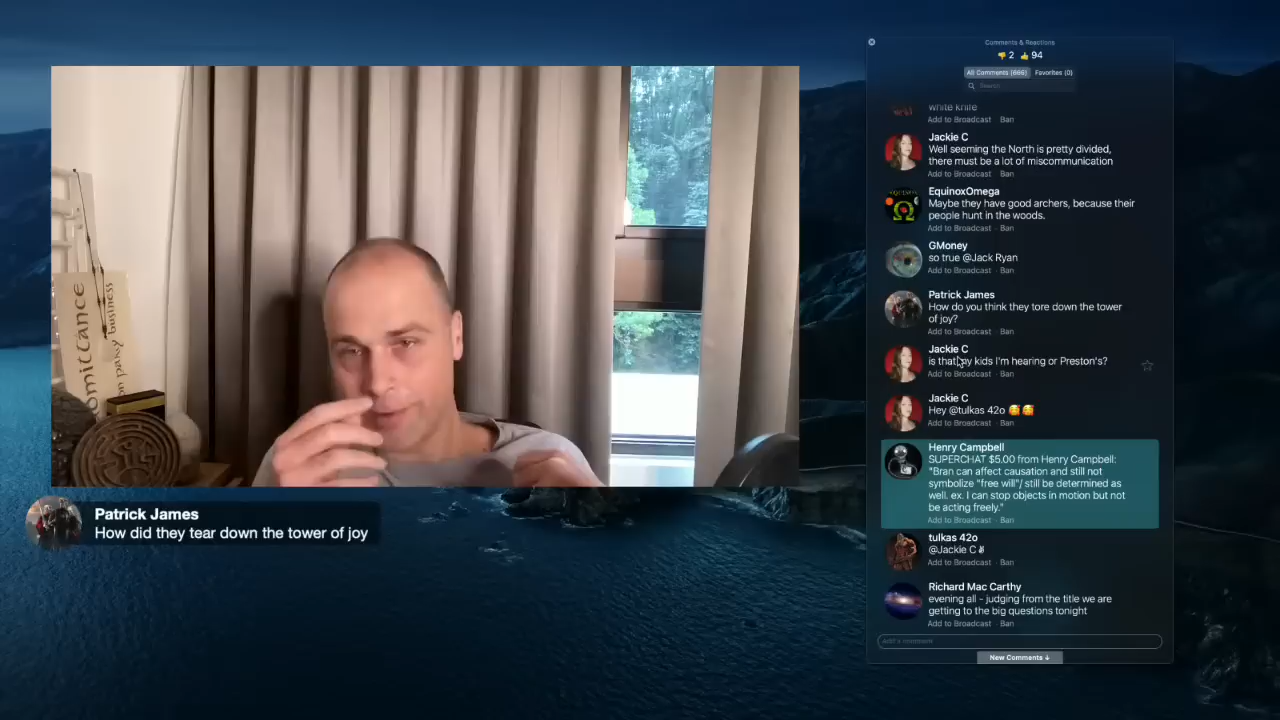 Comments & Reactions
👎 2 👍 94
All Comments (666) Favorites (0)
Search
white knife
Add to Broadcast · Ban
Jackie C
Well seeming the North is pretty divided,
there must be a lot of miscommunication
Add to Broadcast · Ban
EquinoxOmega
Maybe they have good archers, because their
people hunt in the woods.
Add to Broadcast · Ban
GMoney
so true @Jack Ryan
Add to Broadcast · Ban
Patrick James
How do you think they tore down the tower
of joy?
Add to Broadcast · Ban
Jackie C
is that my kids I'm hearing or Preston's?
Add to Broadcast · Ban
Jackie C
Hey @tulkas 42o 🥰🥰
Add to Broadcast · Ban
Henry Campbell
SUPERCHAT $5.00 from Henry Campbell:
"Bran can affect causation and still not
symbolize "free will"/ still be determined as
well. ex. I can stop objects in motion but not
be acting freely."
Add to Broadcast · Ban
tulkas 42o
@Jackie C✌
Add to Broadcast · Ban
Richard Mac Carthy
evening all - judging from the title we are
getting to the big questions tonight
Add to Broadcast · Ban
Add a comment
New Comments ↓
omittance
on party business
Patrick James
How did they tear down the tower of joy